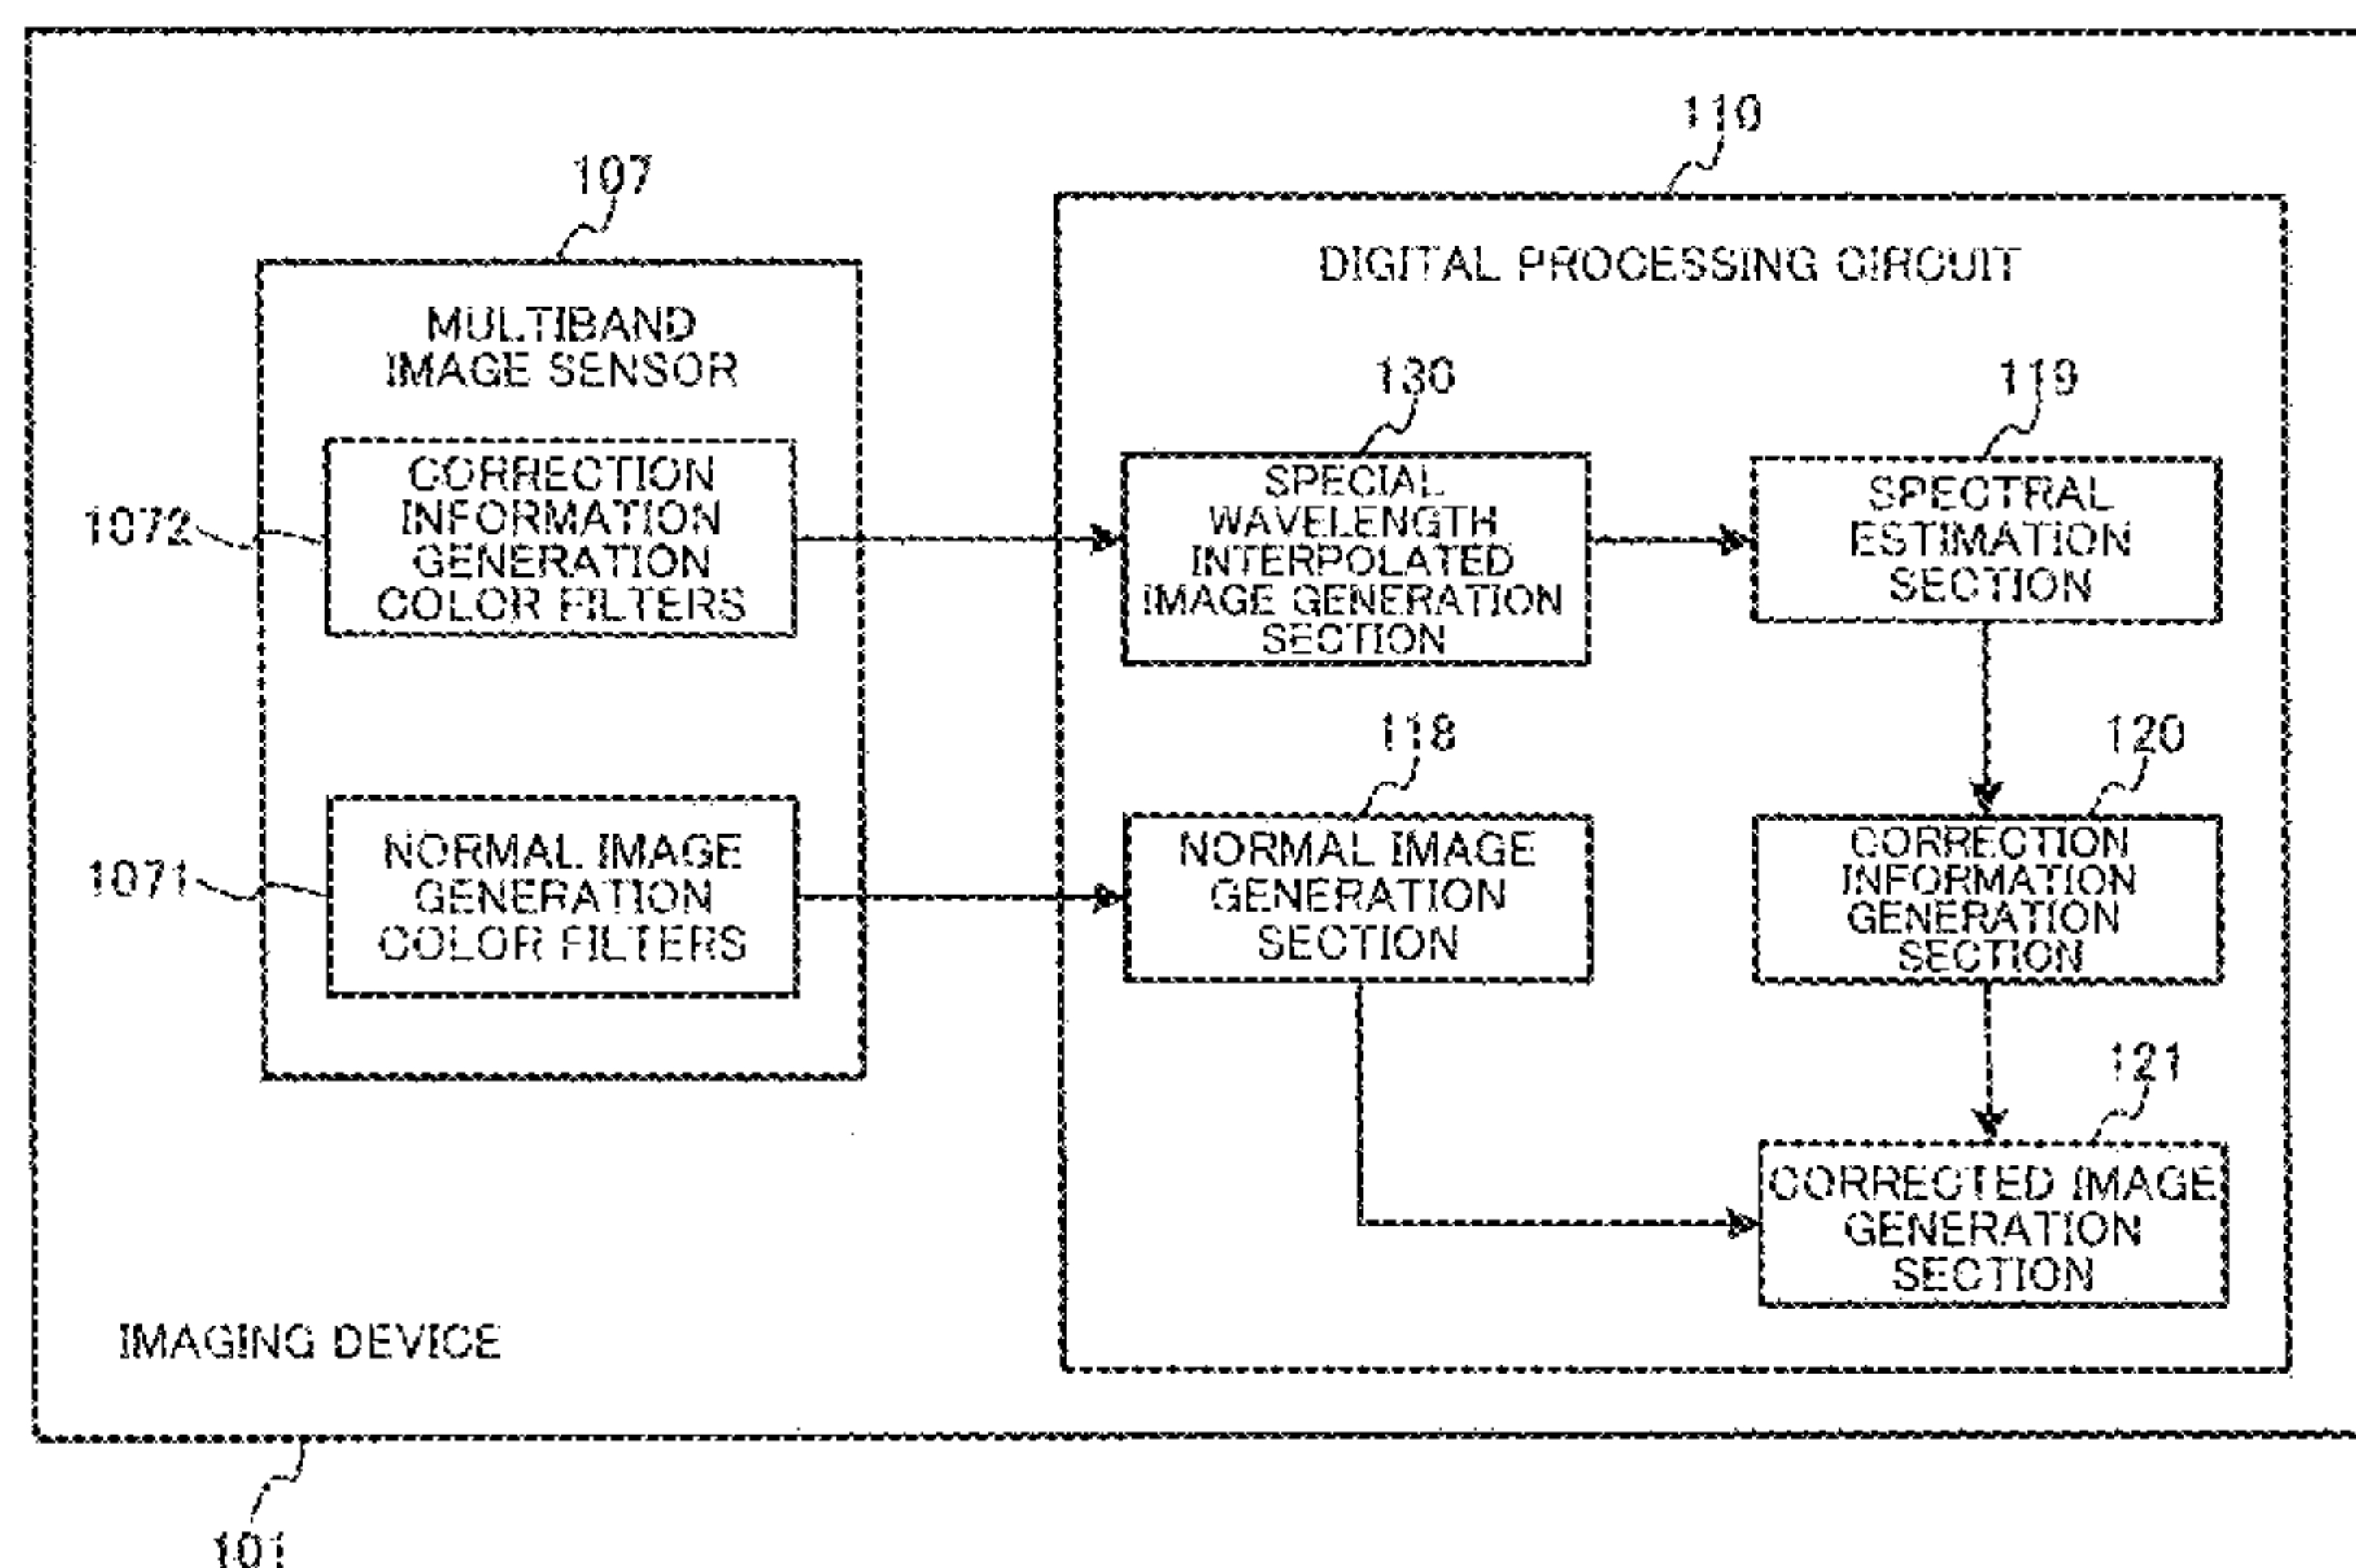 110
107
DIGITAL PROCESSING CIRCUIT
MULTIBAND
IMAGE SENSOR
130
119
1072
CORRECTION
INFORMATION
GENERATION
COLOR FILTERS
SPECIAL
WAVELENGTH
INTERPOLATED
IMAGE GENERATION
SECTION
SPECTRAL
ESTIMATION
SECTION
118
120
1071
NORMAL IMAGE
GENERATION
COLOR FILTERS
NORMAL IMAGE
GENERATION
SECTION
CORRECTION
INFORMATION
GENERATION
SECTION
121
CORRECTED IMAGE
GENERATION
SECTION
IMAGING DEVICE
101